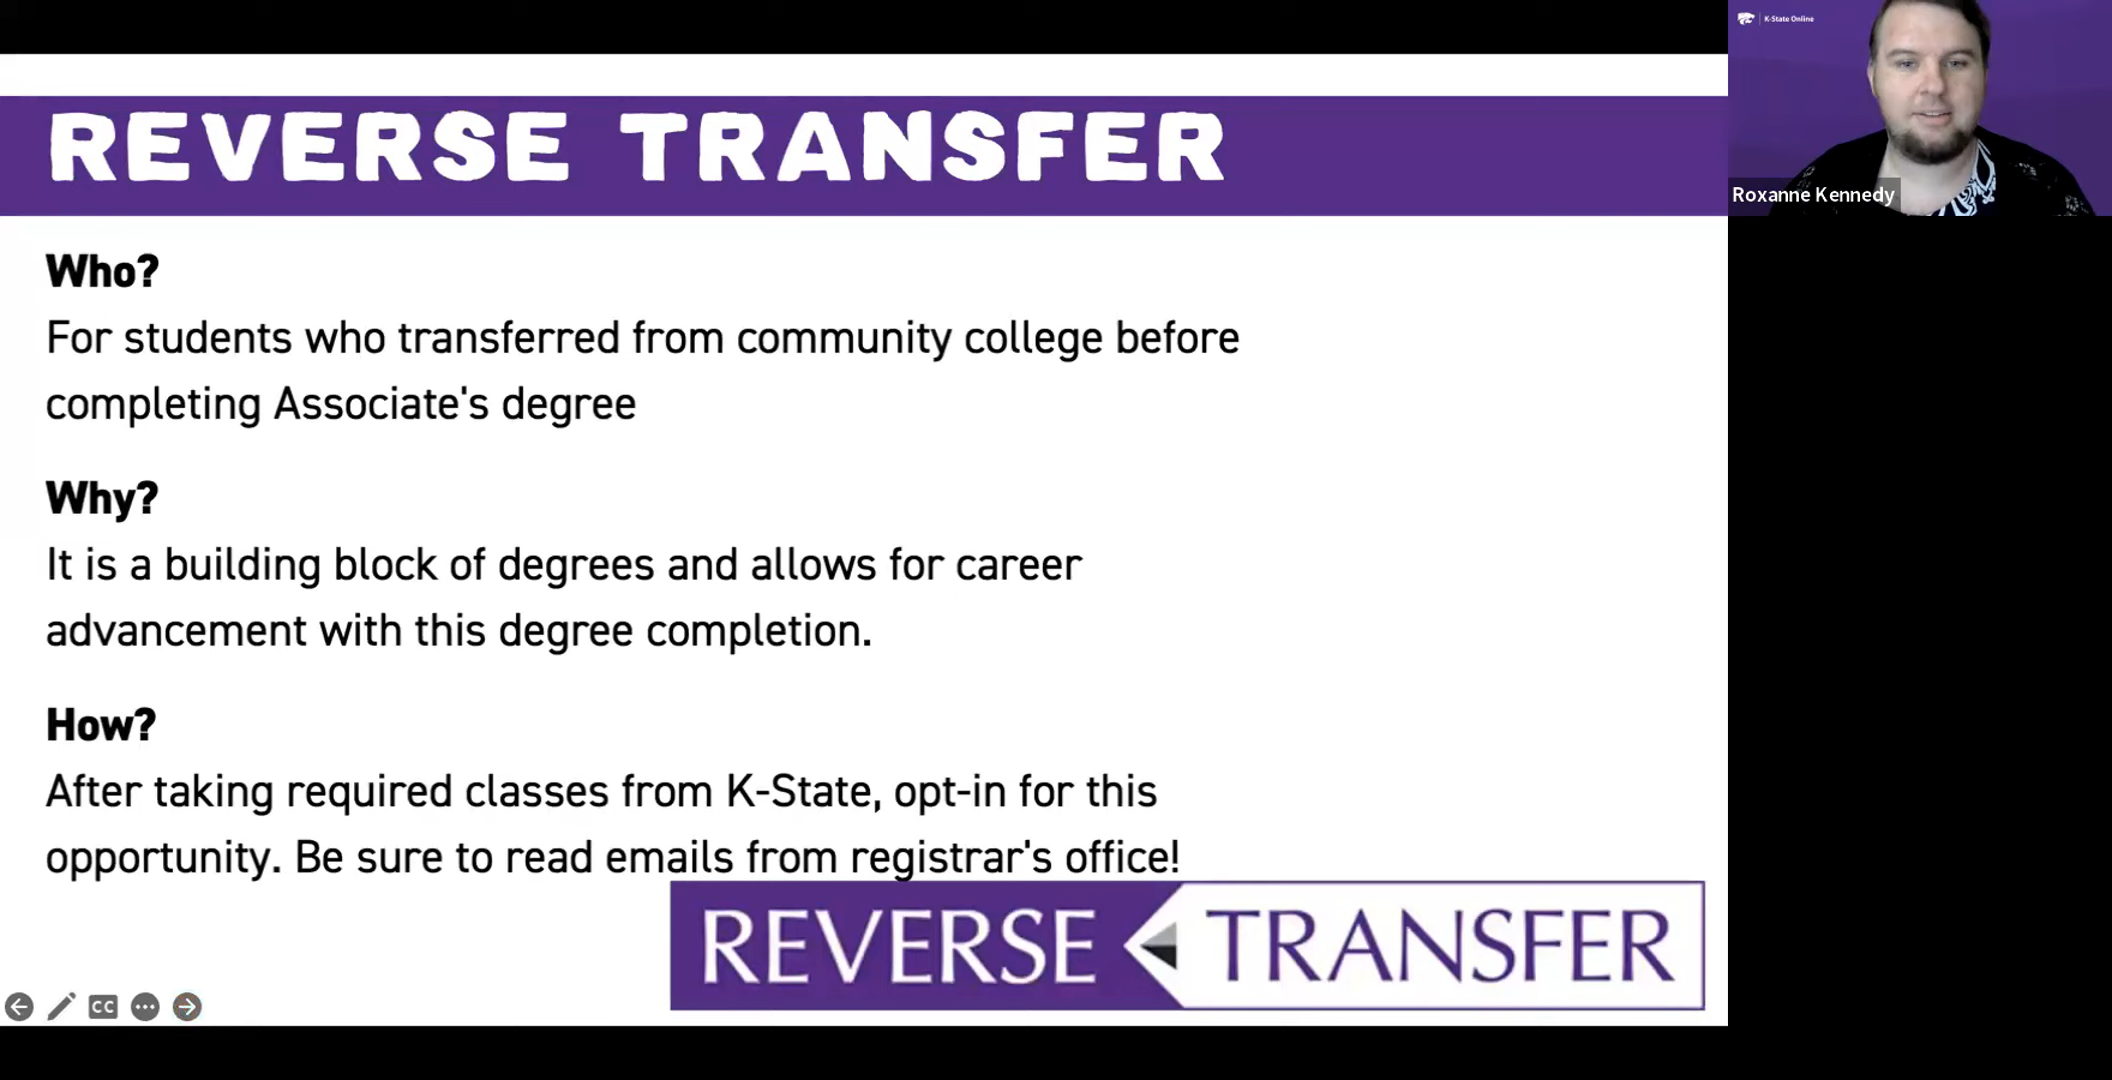 REVERSE TRANSFER
Who?
For students who transferred from community college before
completing Associate's degree
Why?
It is a building block of degrees and allows for career
advancement with this degree completion.
How?
After taking required classes from K-State, opt-in for this
opportunity. Be sure to read emails from registrar's office!
REVERSE TRANSFER
CC
K-State Online
Roxanne Kennedy